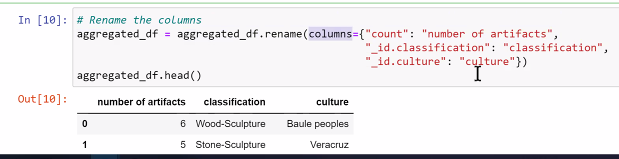 In [10]: # Rename the columns
aggregated_df = aggregated_df.rename(columns={"count": "number of artifacts",
"_id.classification": "classification",
"_id.culture": "culture"})
aggregated_df.head()
Out[10]: number of artifacts classification culture
0 6 Wood-Sculpture Baule peoples
1 5 Stone-Sculpture Veracruz